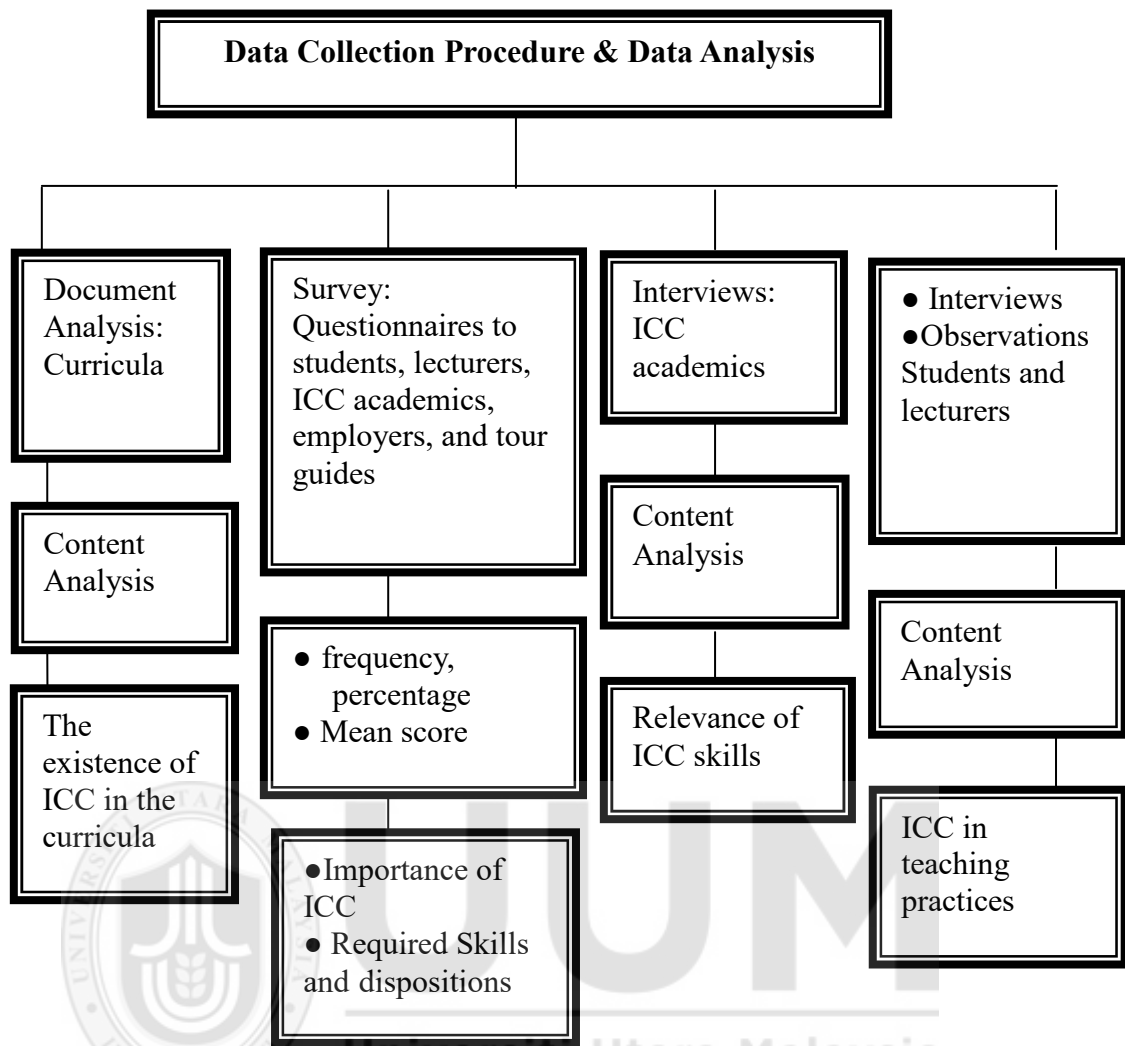 Data Collection Procedure & Data Analysis
Document
Analysis:
Curricula
Content
Analysis
The
existence of
ICC in the
curricula
Survey:
Questionnaires to
students, lecturers,
ICC academics,
employers, and tour
guides
● frequency,
percentage
● Mean score
●Importance of
ICC
● Required Skills
and dispositions
Interviews:
ICC
academics
Content
Analysis
Relevance of
ICC skills
● Interviews
●Observations
Students and
lecturers
Content
Analysis
ICC in
teaching
practices
UUM
Universiti Utara Malaysia